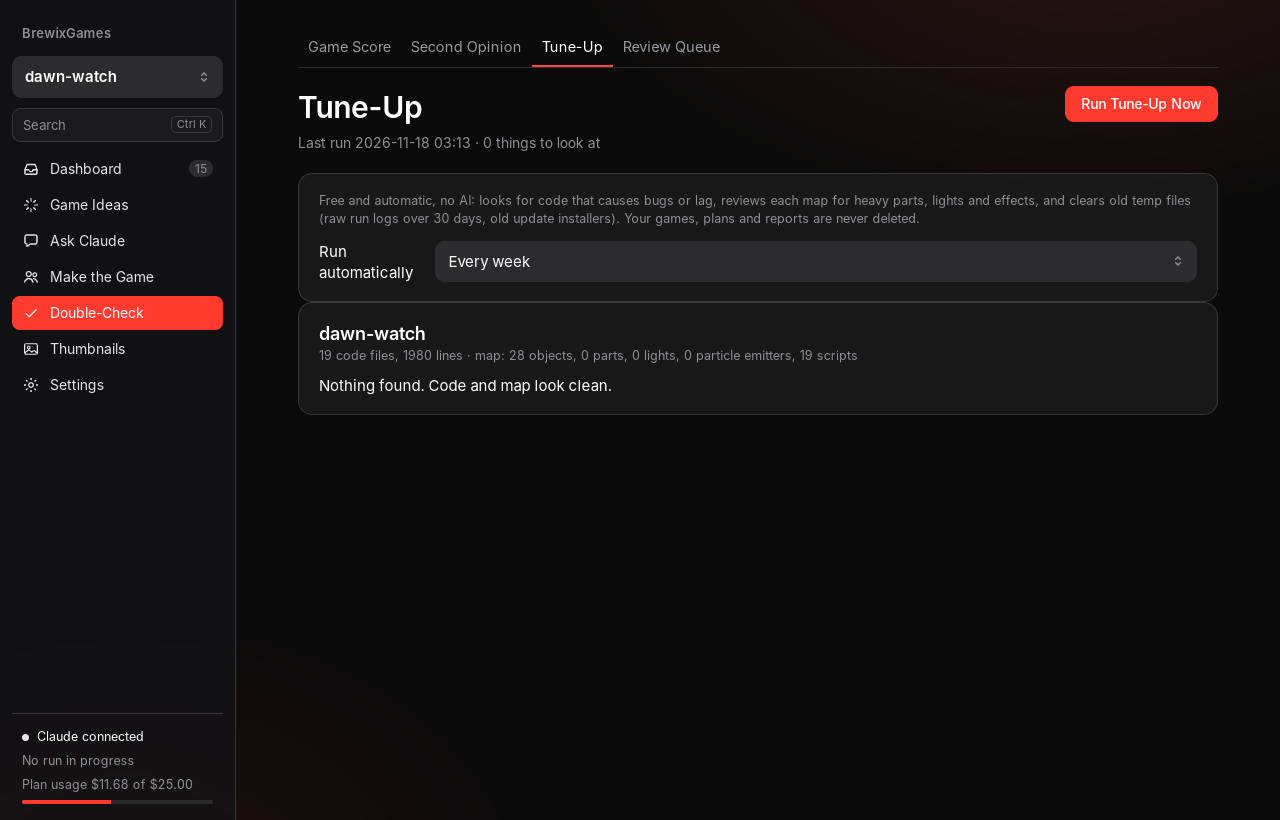 BrewixGames
dawn-watch
Search
Ctrl K
Dashboard
15
Game Ideas
Ask Claude
Make the Game
Double-Check
Thumbnails
Settings
Claude connected
No run in progress
Plan usage $11.68 of $25.00
Game Score
Second Opinion
Tune-Up
Review Queue
Tune-Up
Run Tune-Up Now
Last run 2026-11-18 03:13 · 0 things to look at
Free and automatic, no AI: looks for code that causes bugs or lag, reviews each map for heavy parts, lights and effects, and clears old temp files
(raw run logs over 30 days, old update installers). Your games, plans and reports are never deleted.
Run
automatically
Every week
dawn-watch
19 code files, 1980 lines · map: 28 objects, 0 parts, 0 lights, 0 particle emitters, 19 scripts
Nothing found. Code and map look clean.